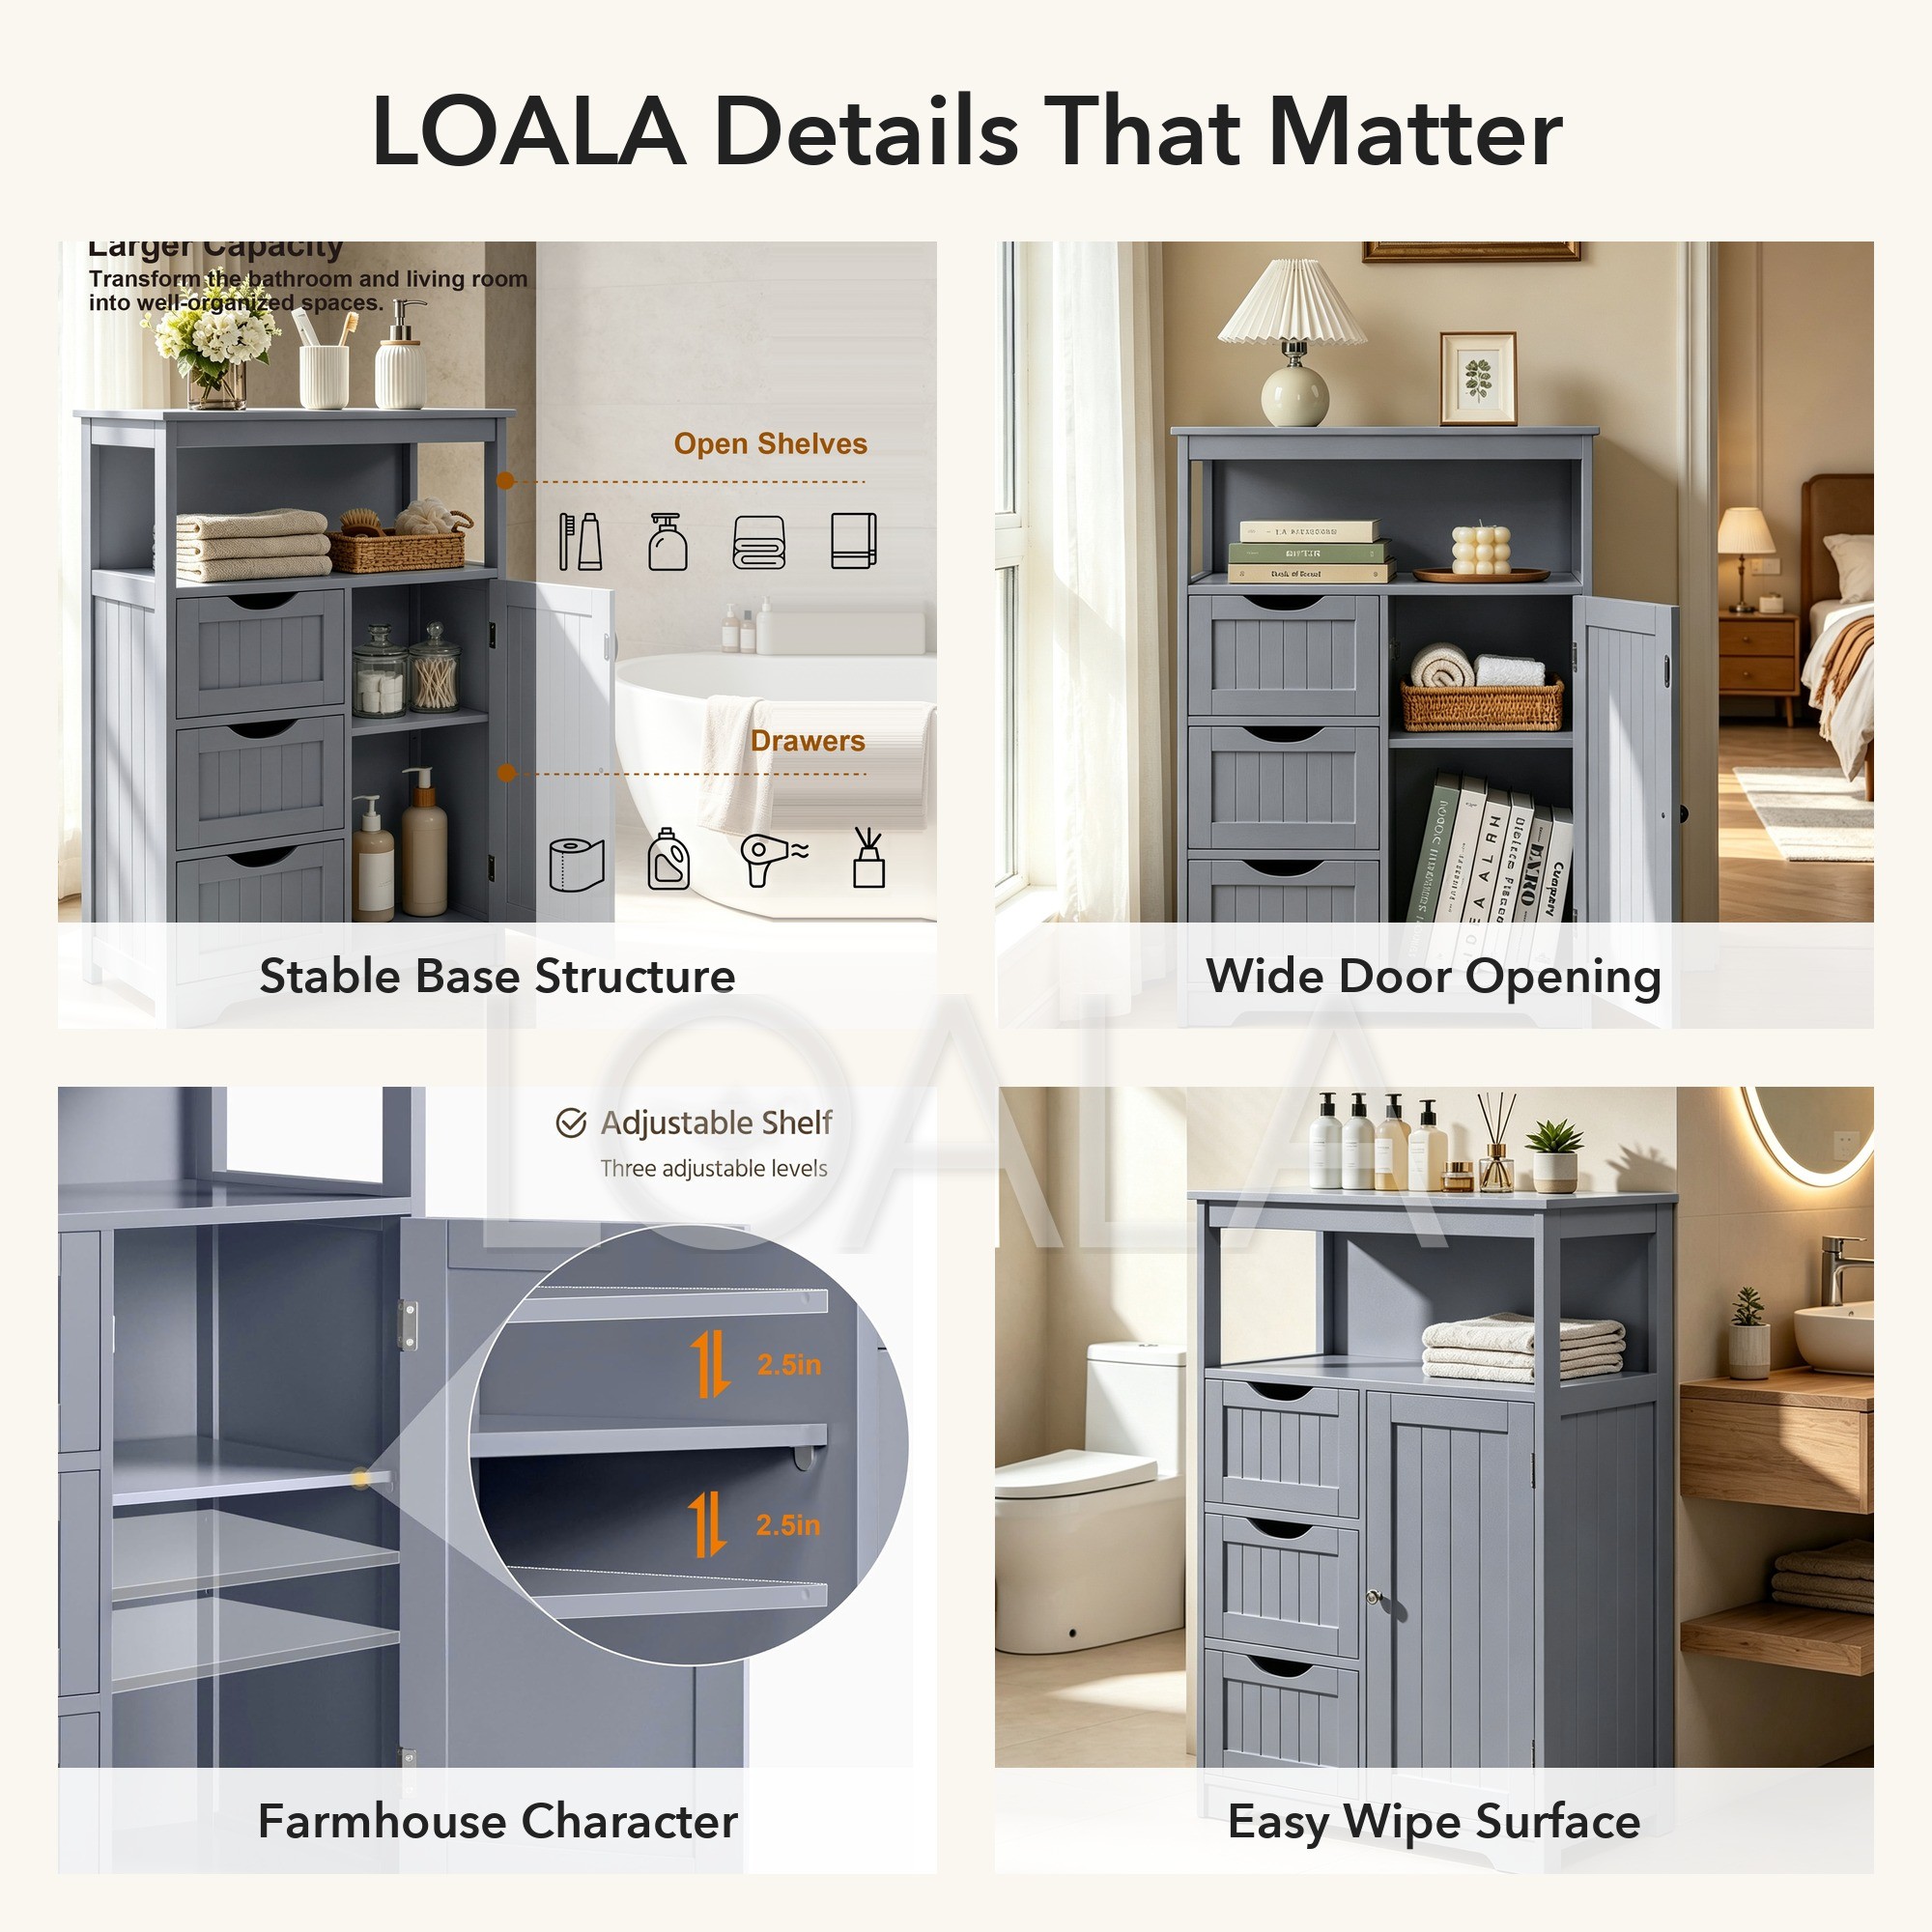 LOALA Details That Matter
Larger Capacity
Transform the bathroom and living room
into well-organized spaces.
Open Shelves
Drawers
Stable Base Structure
Wide Door Opening
LOALA
Adjustable Shelf
Three adjustable levels
2.5in
2.5in
Farmhouse Character
Easy Wipe Surface